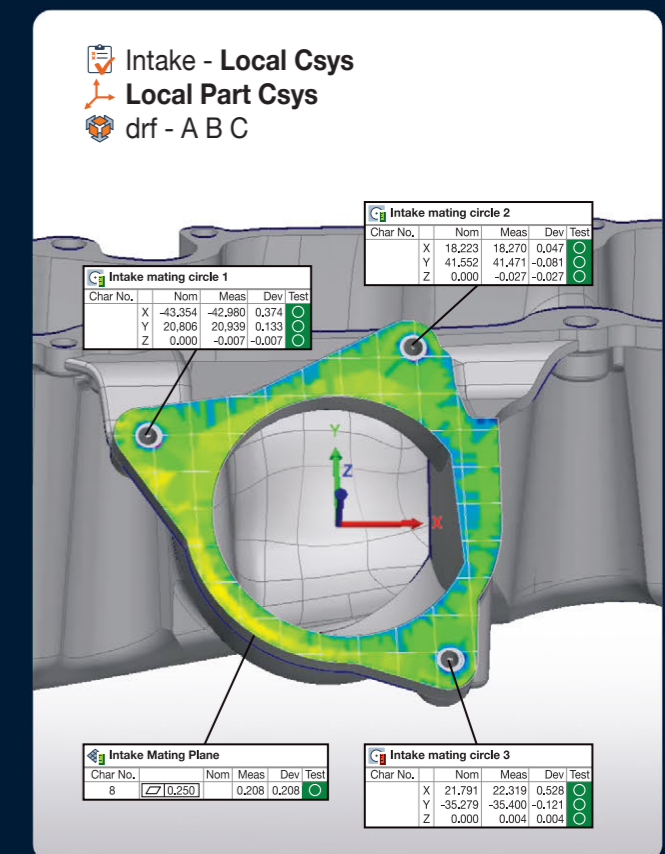 Intake - Local Csys
Local Part Csys
drf - A B C
Intake mating circle 2
Char No. Nom Meas Dev Test
X 18.223 18.270 0.047
Y 41.552 41.471 -0.081
Z 0.000 -0.027 -0.027
Intake mating circle 1
Char No. Nom Meas Dev Test
X -43.354 -42.980 0.374
Y 20,806 20,939 0.133
Z 0.000 -0.007 -0.007
Y
Z
X
Intake Mating Plane
Char No. Nom Meas Dev Test
8 0.250 0.208 0.208
Intake mating circle 3
Char No. Nom Meas Dev Test
X 21.791 22.319 0.528
Y -35.279 -35.400 -0.121
Z 0.000 0.004 0.004